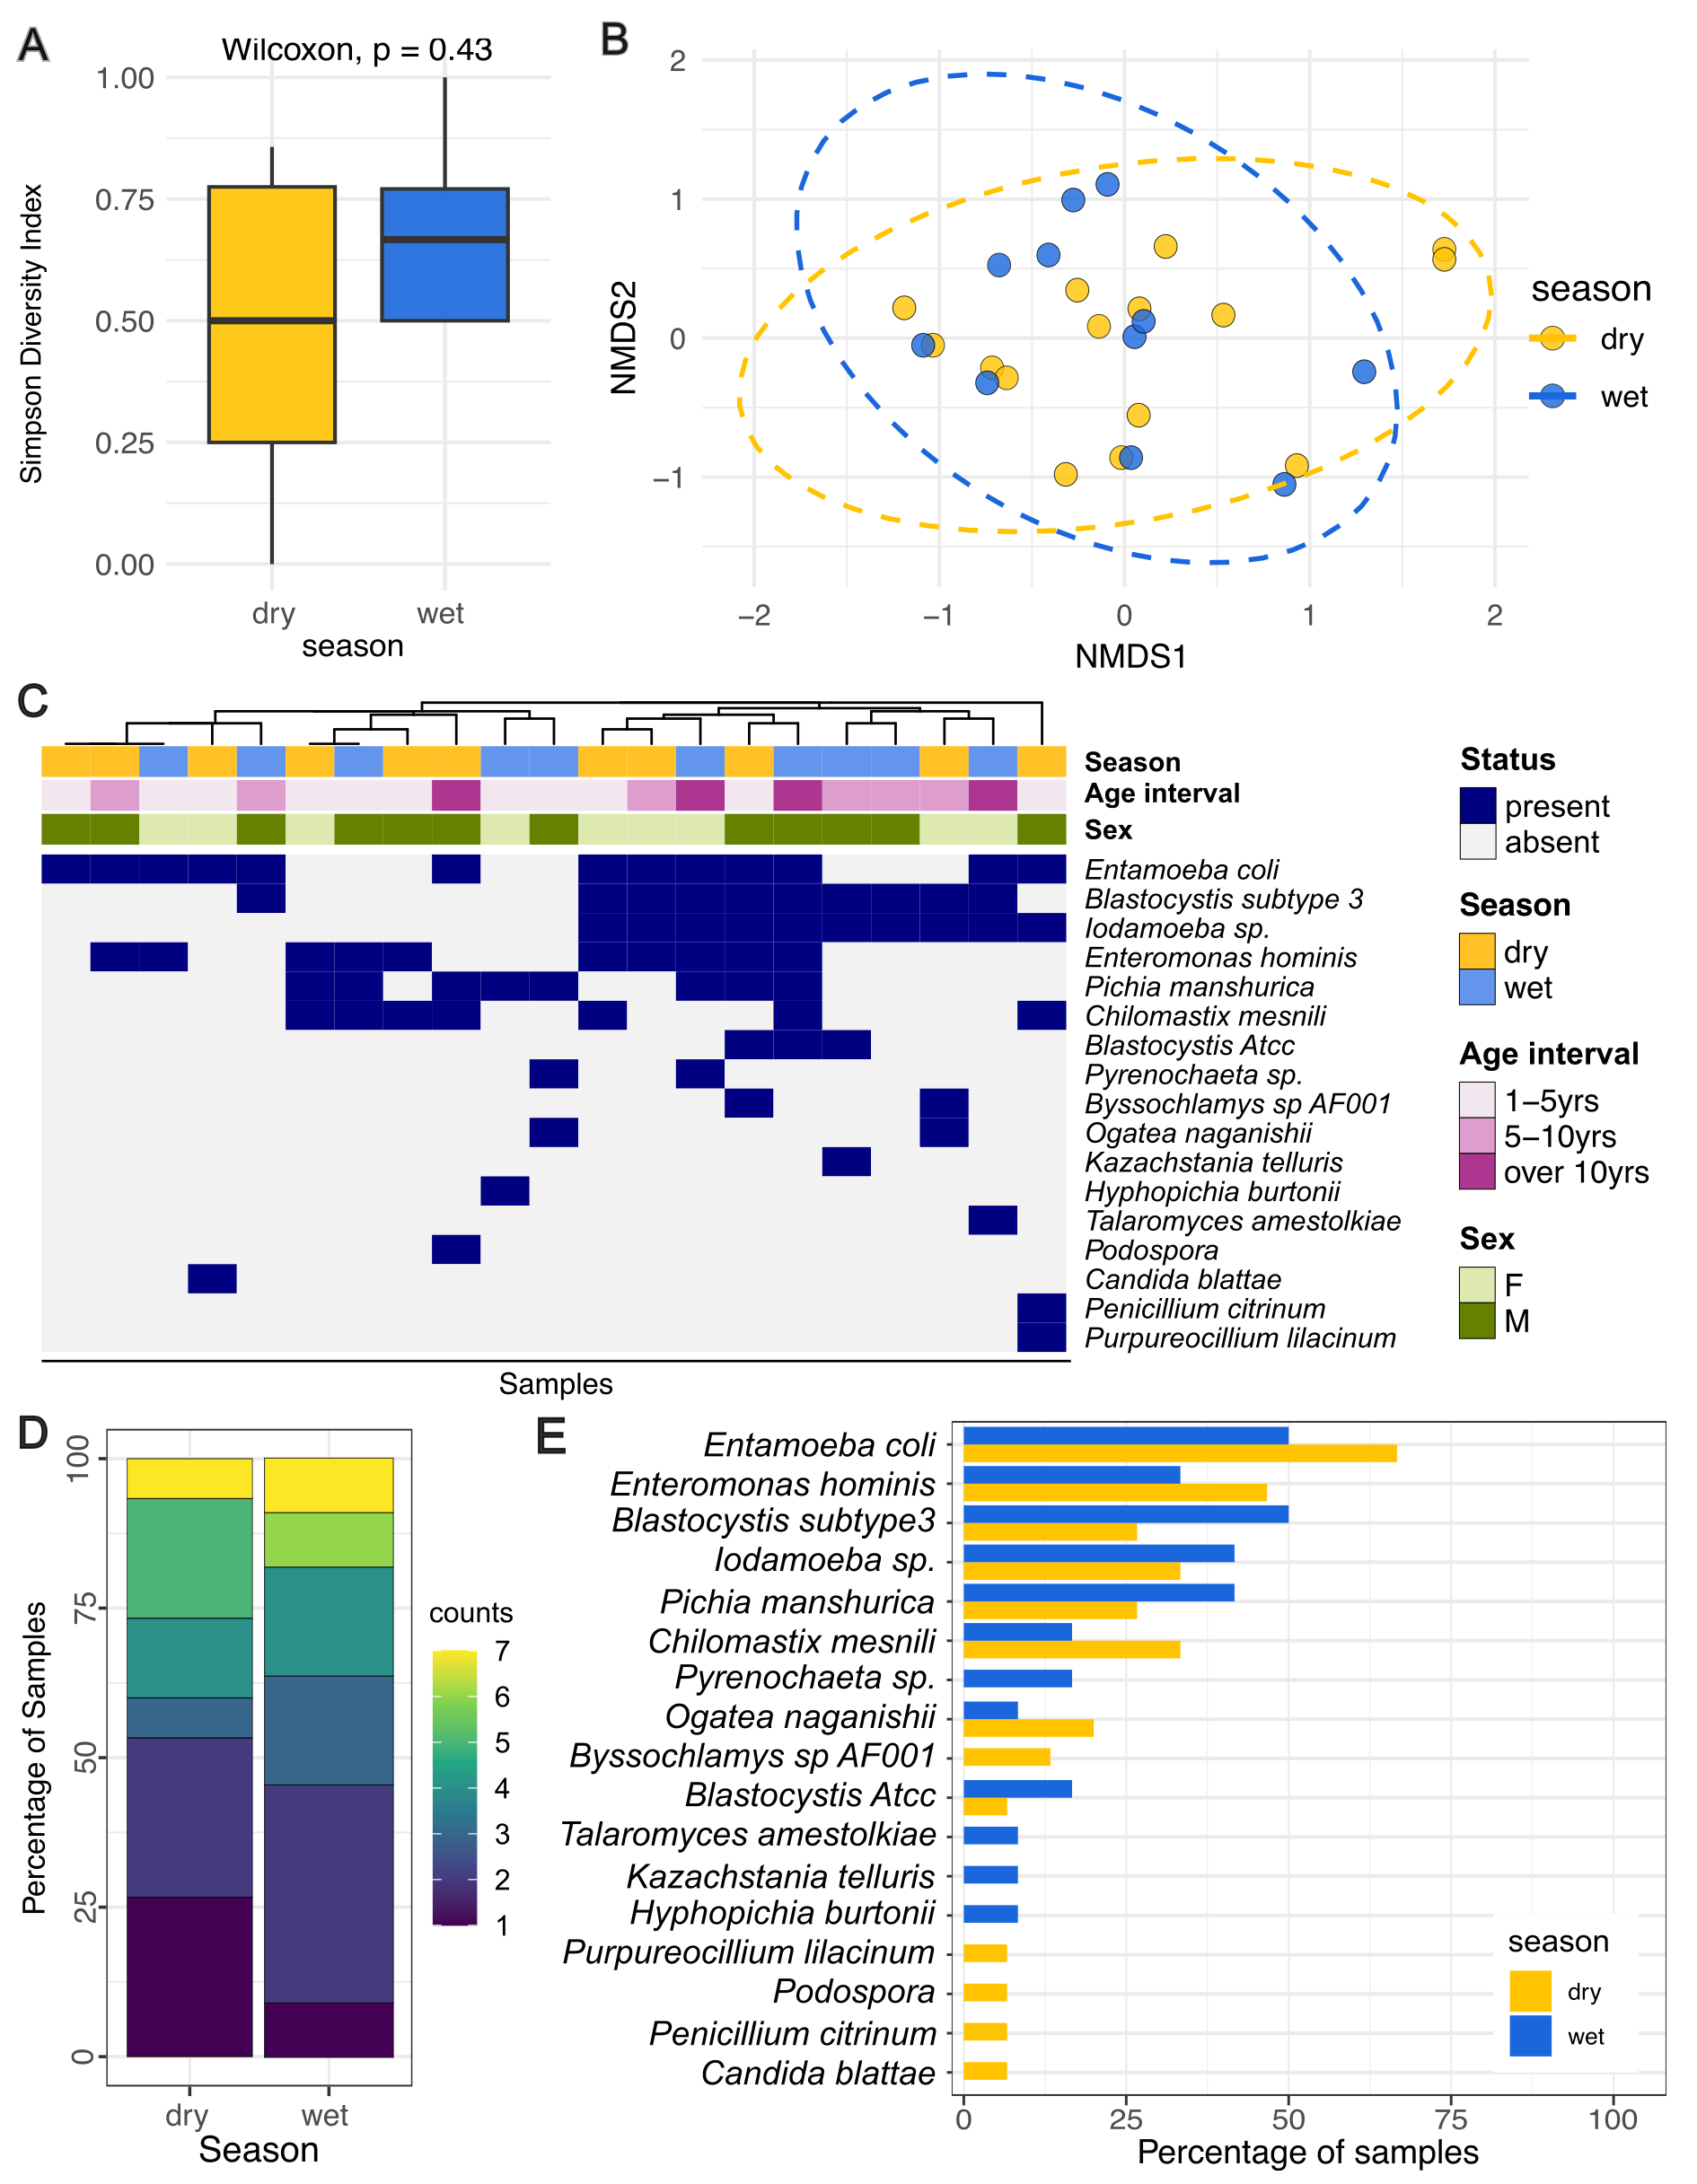 A
Wilcoxon, p = 0.43
Simpson Diversity Index
1.00
0.75
0.50
0.25
0.00
dry
wet
season
B
NMDS2
2
1
0
−1
−2
−1
0
1
2
NMDS1
season
dry
wet
C
Season
Age interval
Sex
Entamoeba coli
Blastocystis subtype 3
Iodamoeba sp.
Enteromonas hominis
Pichia manshurica
Chilomastix mesnili
Blastocystis Atcc
Pyrenochaeta sp.
Byssochlamys sp AF001
Ogatea naganishii
Kazachstania telluris
Hyphopichia burtonii
Talaromyces amestolkiae
Podospora
Candida blattae
Penicillium citrinum
Purpureocillium lilacinum
Samples
Status
present
absent
Season
dry
wet
Age interval
1−5yrs
5−10yrs
over 10yrs
Sex
F
M
D
Percentage of Samples
100
75
50
25
0
dry
wet
Season
counts
7
6
5
4
3
2
1
E
Entamoeba coli
Enteromonas hominis
Blastocystis subtype3
Iodamoeba sp.
Pichia manshurica
Chilomastix mesnili
Pyrenochaeta sp.
Ogatea naganishii
Byssochlamys sp AF001
Blastocystis Atcc
Talaromyces amestolkiae
Kazachstania telluris
Hyphopichia burtonii
Purpureocillium lilacinum
Podospora
Penicillium citrinum
Candida blattae
0
25
50
75
100
Percentage of samples
season
dry
wet